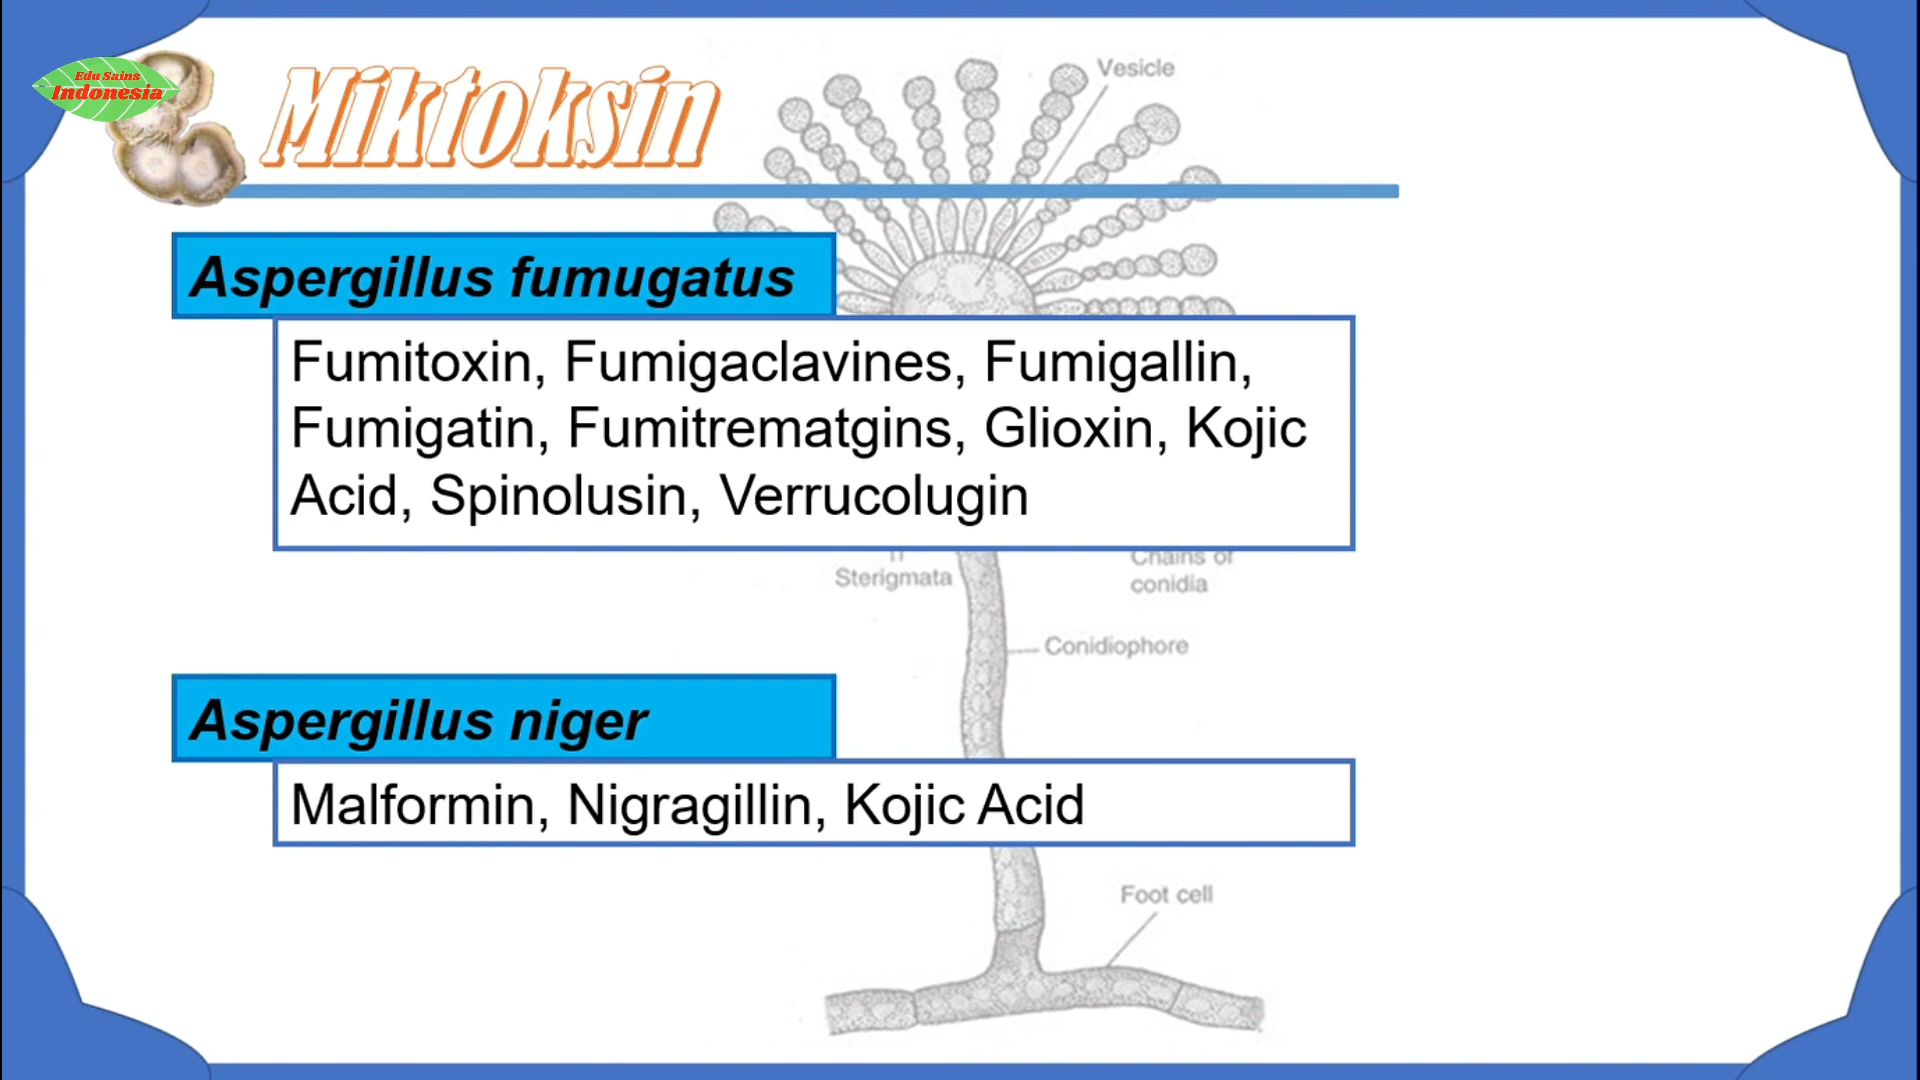 Edu Sains
Indonesia
Miktoksin
Vesicle
Aspergillus fumugatus
Fumitoxin, Fumigaclavines, Fumigallin,
Fumigatin, Fumitrematgins, Glioxin, Kojic
Acid, Spinolusin, Verrucolugin
Sterigmata
Chains of
conidia
Conidiophore
Aspergillus niger
Malformin, Nigragillin, Kojic Acid
Foot cell